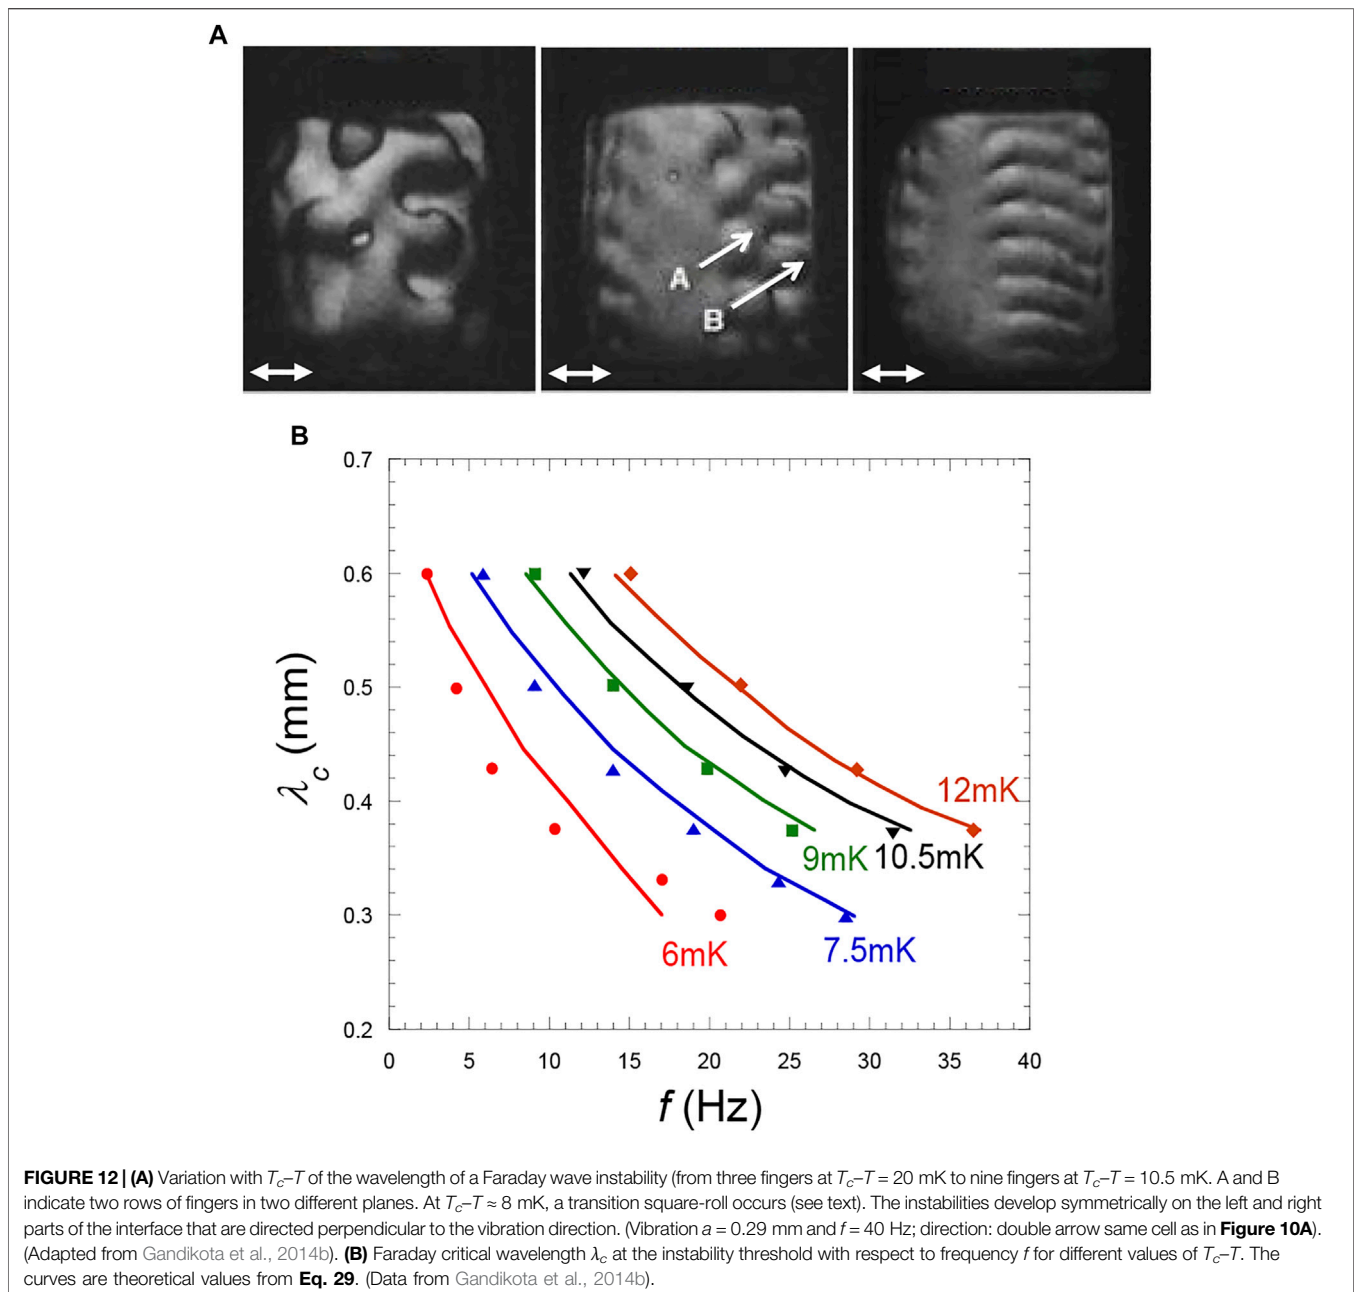 A
A
B
B
0.7
0.6
0.5
0.4
0.3
0.2
λc (mm)
12mK
9mK 10.5mK
6mK
7.5mK
0 5 10 15 20 25 30 35 40
f (Hz)
FIGURE 12 | (A) Variation with Tc–T of the wavelength of a Faraday wave instability (from three fingers at Tc–T = 20 mK to nine fingers at Tc–T = 10.5 mK. A and B
indicate two rows of fingers in two different planes. At Tc–T ≈ 8 mK, a transition square-roll occurs (see text). The instabilities develop symmetrically on the left and right
parts of the interface that are directed perpendicular to the vibration direction. (Vibration a = 0.29 mm and f = 40 Hz; direction: double arrow same cell as in Figure 10A).
(Adapted from Gandikota et al., 2014b). (B) Faraday critical wavelength λc at the instability threshold with respect to frequency f for different values of Tc–T. The
curves are theoretical values from Eq. 29. (Data from Gandikota et al., 2014b).